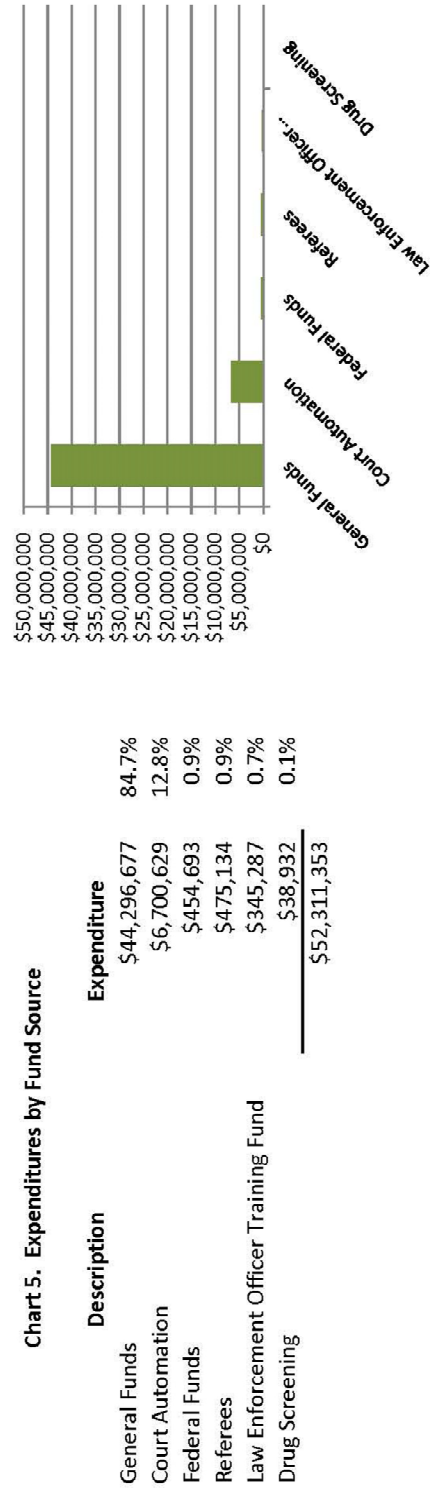 Chart 5. Expenditures by Fund Source
Description Expenditure
General Funds $44,296,677 84.7%
Court Automation $6,700,629 12.8%
Federal Funds $454,693 0.9%
Referees $475,134 0.9%
Law Enforcement Officer Training Fund $345,287 0.7%
Drug Screening $38,932 0.1%
$52,311,353
$50,000,000
$45,000,000
$40,000,000
$35,000,000
$30,000,000
$25,000,000
$20,000,000
$15,000,000
$10,000,000
$5,000,000
$0
General Funds
Court Automation
Federal Funds
Referees
Law Enforcement Officer...
Drug Screening